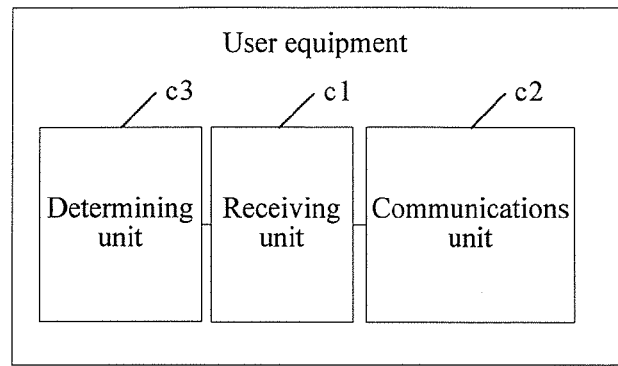 User equipment
c3
c1
c2
Determining
unit
Receiving
unit
Communications
unit